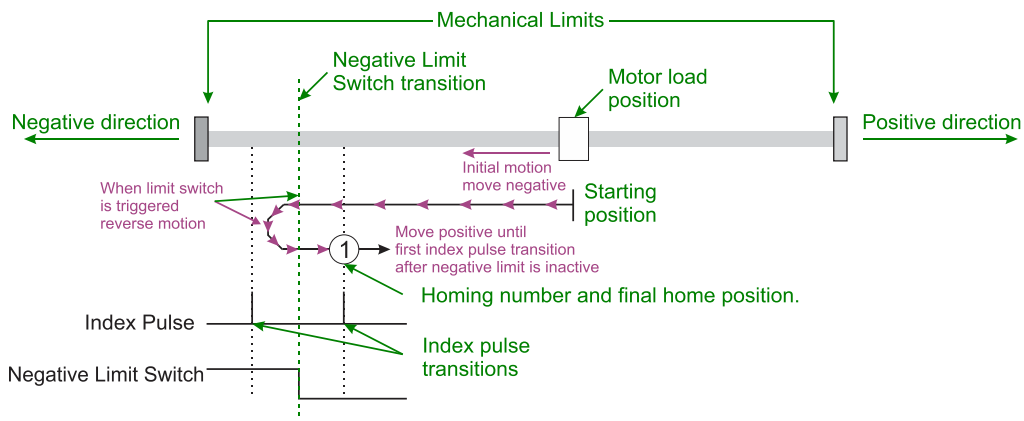 Mechanical Limits
Negative Limit
Switch transition
Motor load
position
Negative direction
Positive direction
Initial motion
move negative
When limit switch
is triggered
reverse motion
Starting
position
1
Move positive until
first index pulse transition
after negative limit is inactive
Homing number and final home position.
Index Pulse
Index pulse
transitions
Negative Limit Switch